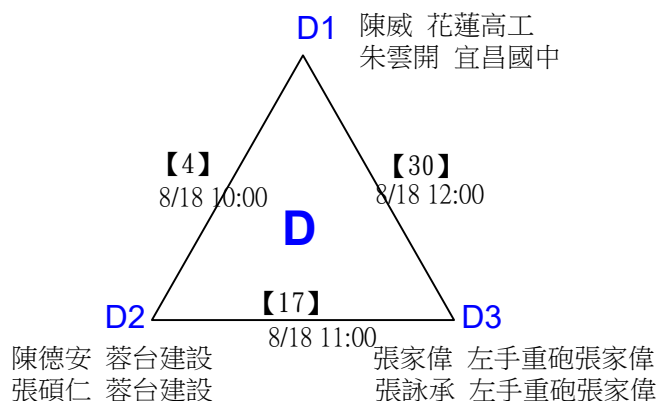 D1
陳威 花蓮高工
朱雲開 宜昌國中
【4】
8/18 10:00
【30】
8/18 12:00
D
【17】
8/18 11:00
D2
D3
陳德安 蓉台建設
張碩仁 蓉台建設
張家偉 左手重砲張家偉
張詠承 左手重砲張家偉